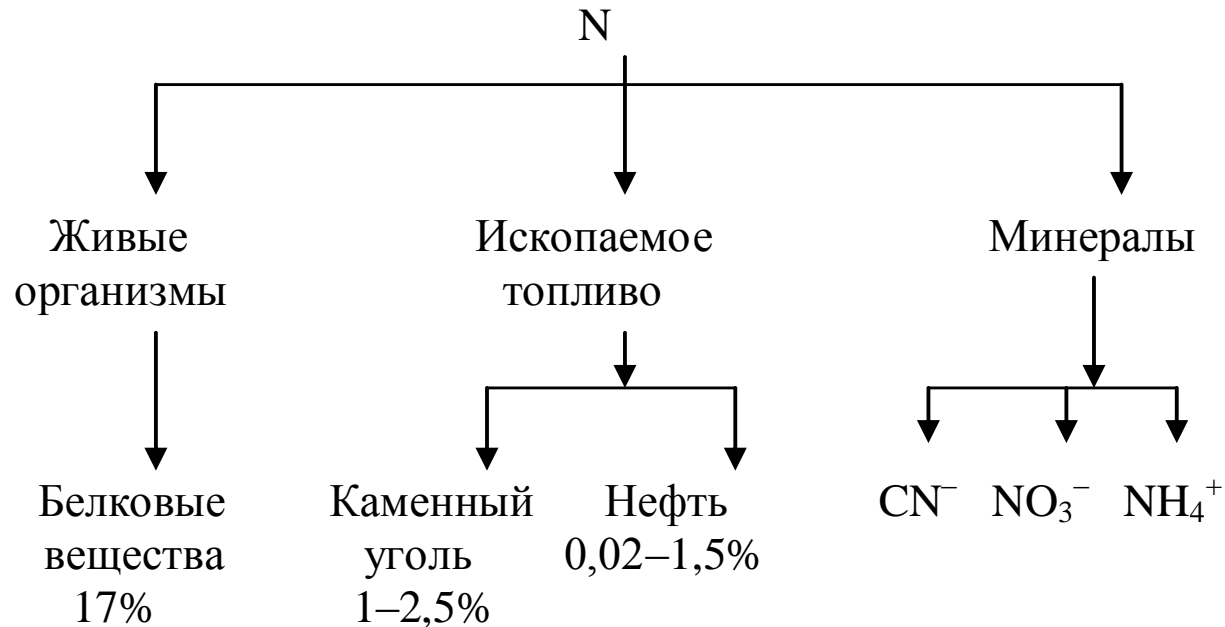 N
Живые
организмы
Ископаемое
топливо
Минералы
Белковые
вещества
17%
Каменный
уголь
1–2,5%
Нефть
0,02–1,5%
CN⁻ NO₃⁻ NH₄⁺